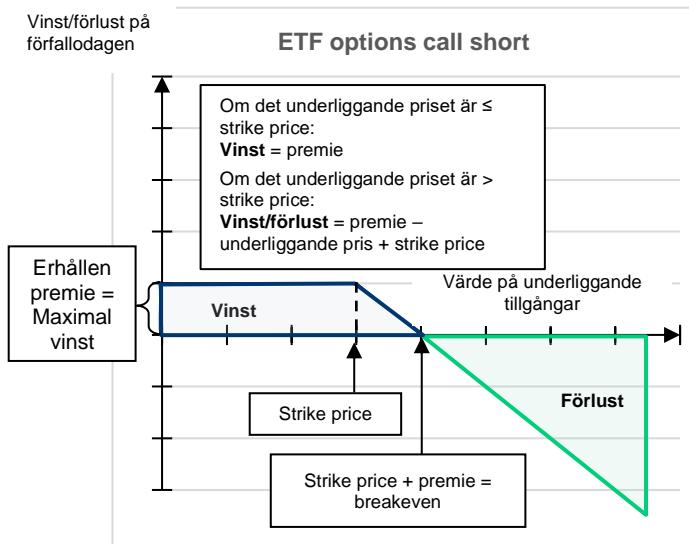 Vinst/förlust på
förfallodagen
ETF options call short
Om det underliggande priset är ≤
strike price:
Vinst = premie
Om det underliggande priset är >
strike price:
Vinst/förlust = premie –
underliggande pris + strike price
Erhållen
premie =
Maximal
vinst
Vinst
Värde på underliggande
tillgångar
Strike price
Förlust
Strike price + premie =
breakeven